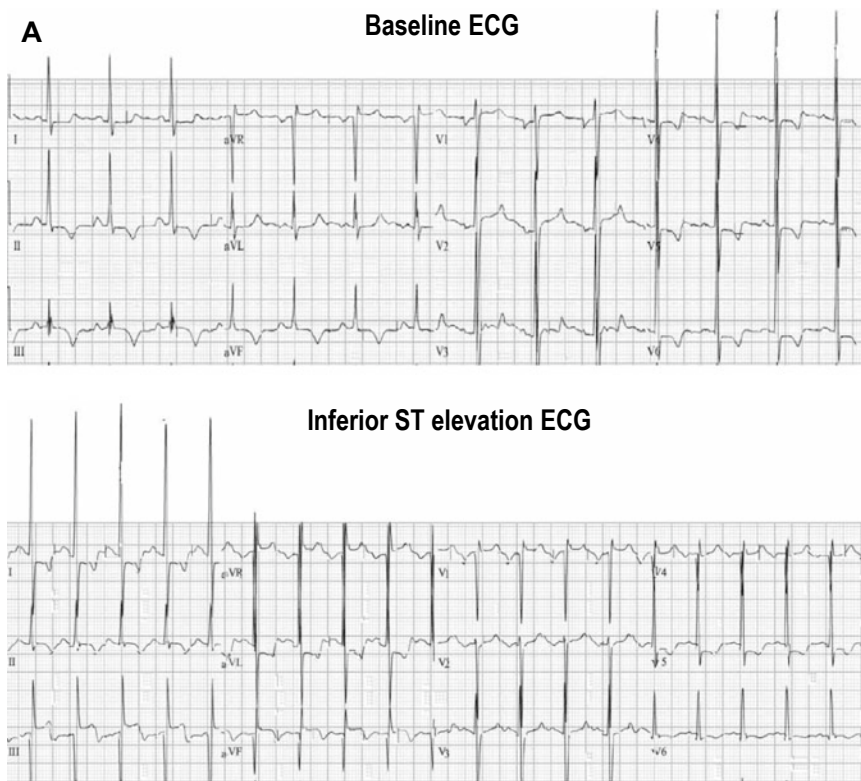 A
Baseline ECG
I aVR V1 V4
II aVL V2 V5
III aVF V3 V6
Inferior ST elevation ECG
I aVR V1 V4
II aVL V2 V5
III aVF V3 V6